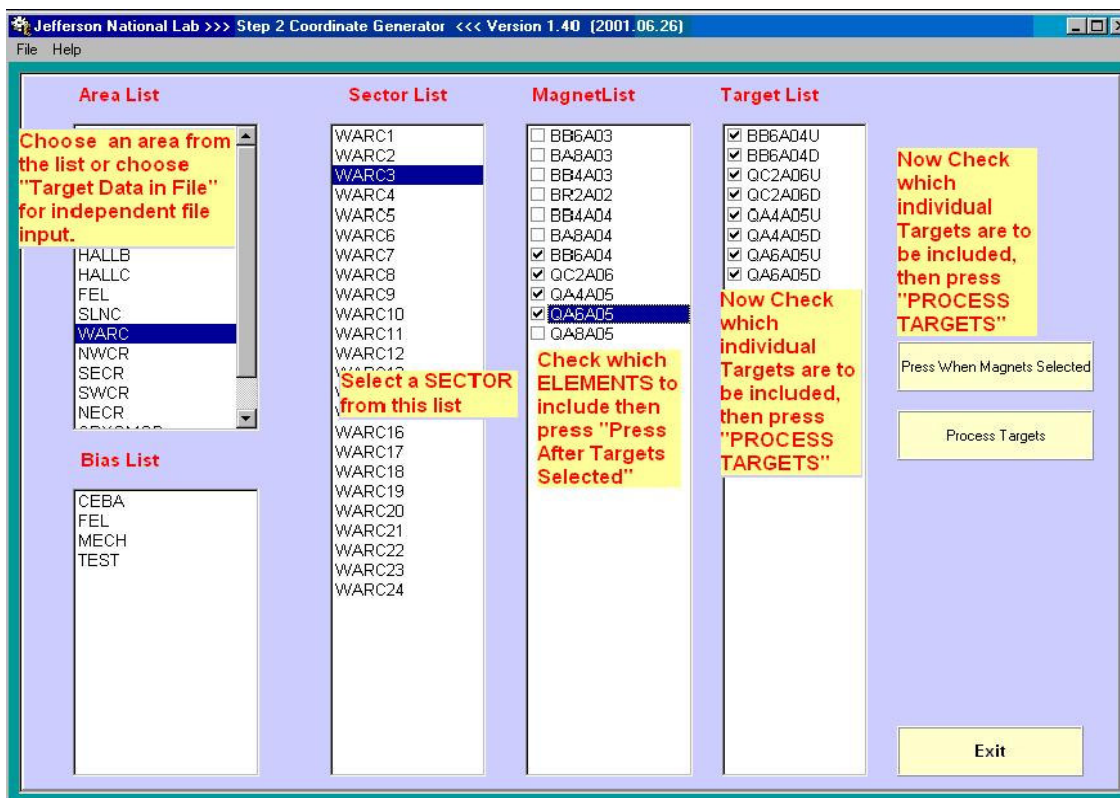 Jefferson National Lab >>> Step 2 Coordinate Generator <<< Version 1.40 (2001.06.26)
File Help
Area List
Choose an area from
the list or choose
"Target Data in File"
for independent file
input.
HALLB
HALLC
FEL
SLNC
WARC
NWCR
SECR
SWCR
NECR
Bias List
CEBA
FEL
MECH
TEST
Sector List
WARC1
WARC2
WARC3
WARC4
WARC5
WARC6
WARC7
WARC8
WARC9
WARC10
WARC11
WARC12
Select a SECTOR
from this list
WARC16
WARC17
WARC18
WARC19
WARC20
WARC21
WARC22
WARC23
WARC24
MagnetList
BB6A03
BA8A03
BB4A03
BR2A02
BB4A04
BA8A04
BB6A04
QC2A06
QA4A05
QA6A05
QA8A05
Check which
ELEMENTS to
include then
press "Press
After Targets
Selected"
Target List
BB6A04U
BB6A04D
QC2A06U
QC2A06D
QA4A05U
QA4A05D
QA6A05U
QA6A05D
Now Check
which
individual
Targets are to
be included,
then press
"PROCESS
TARGETS"
Now Check
which
individual
Targets are to
be included,
then press
"PROCESS
TARGETS"
Press When Magnets Selected
Process Targets
Exit